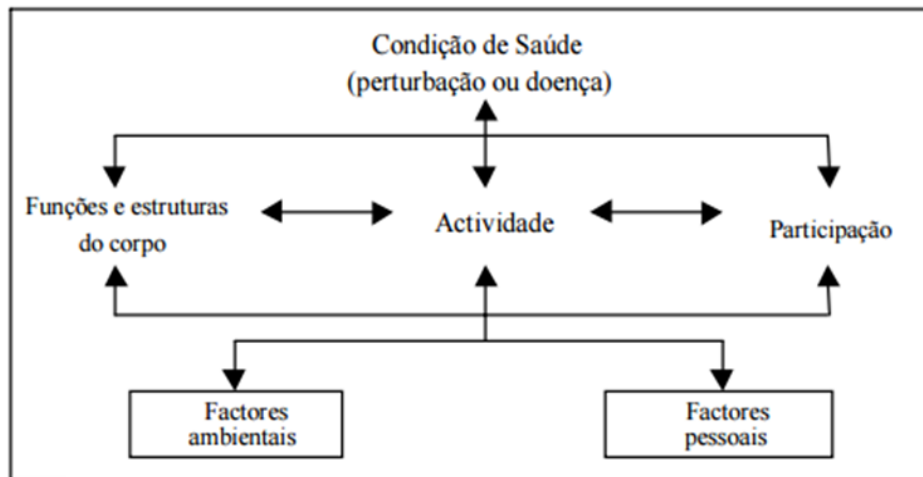 Condição de Saúde
(perturbação ou doença)
Funções e estruturas
do corpo
Actividade
Participação
Factores
ambientais
Factores
pessoais